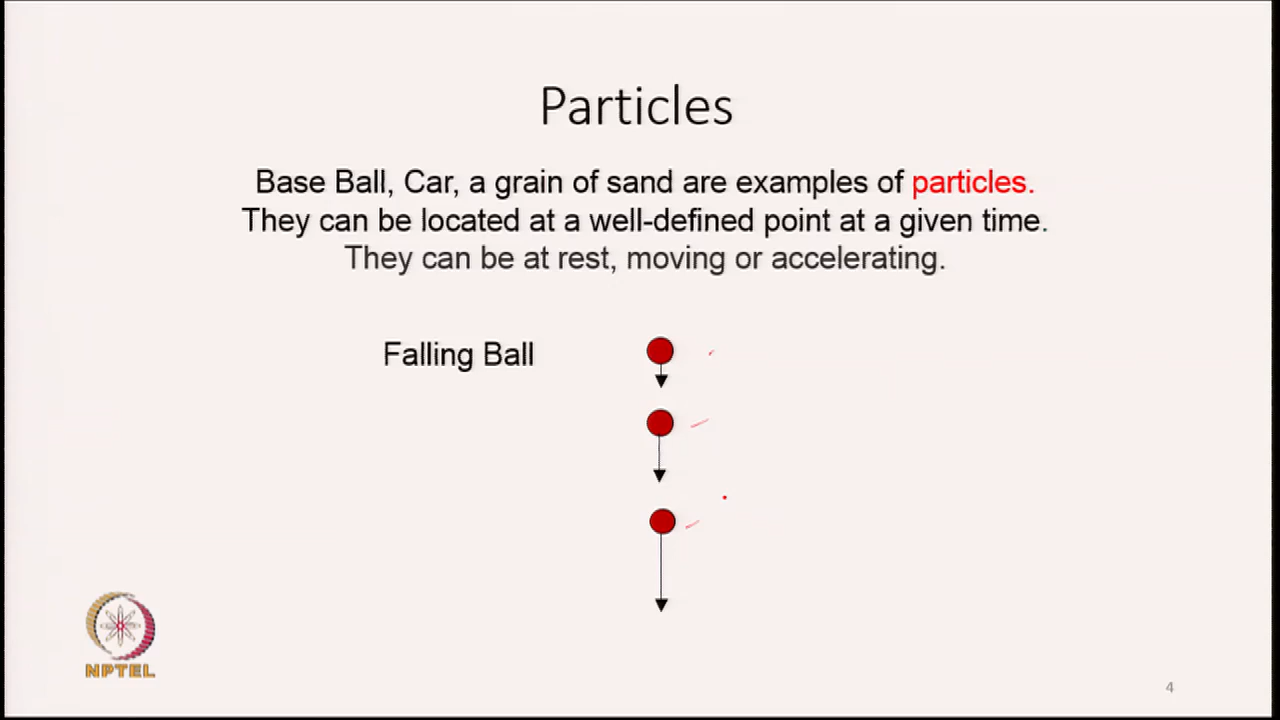 Particles
Base Ball, Car, a grain of sand are examples of particles.
They can be located at a well-defined point at a given time.
They can be at rest, moving or accelerating.
Falling Ball
NPTEL
4